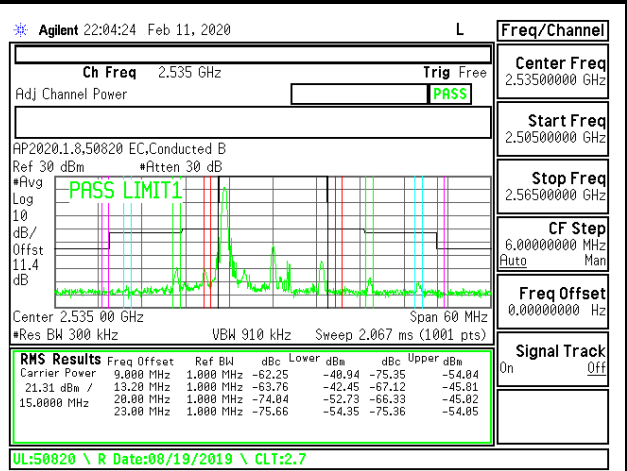 Agilent 22:04:24 Feb 11, 2020 L Freq/Channel
Ch Freq 2.535 GHz Trig Free
Adj Channel Power PASS
Center Freq
2.53500000 GHz
Start Freq
2.50500000 GHz
AP2020.1.8,50820 EC,Conducted B
Ref 30 dBm #Atten 30 dB
#Avg
Log
10
dB/
Offst
11.4
dB
PASS LIMIT1
Stop Freq
2.56500000 GHz
CF Step
6.00000000 MHz
Auto Man
Freq Offset
0.00000000 Hz
Center 2.535 00 GHz Span 60 MHz
#Res BW 300 kHz VBW 910 kHz Sweep 2.067 ms (1001 pts)
Signal Track
On Off
RMS Results Freq Offset Ref BW dBc Lower dBm dBc Upper dBm
Carrier Power 9.000 MHz 1.000 MHz -62.25 -40.94 -75.35 -54.04
21.31 dBm / 13.20 MHz 1.000 MHz -63.76 -42.45 -67.12 -45.81
15.0000 MHz 20.00 MHz 1.000 MHz -74.04 -52.73 -66.33 -45.02
23.00 MHz 1.000 MHz -75.66 -54.35 -75.36 -54.05
UL:50820 \ R Date:08/19/2019 \ CLT:2.7